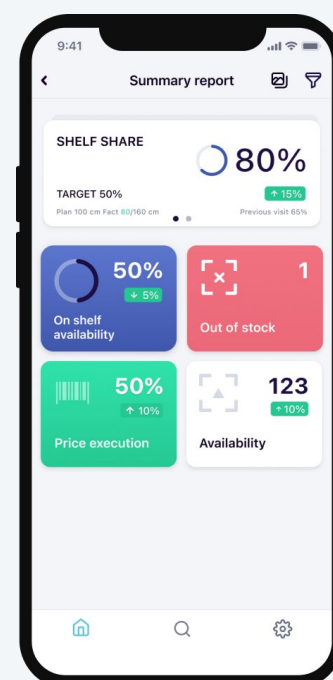 9:41
Summary report
SHELF SHARE
80%
TARGET 50%
↑ 15%
Plan 100 cm Fact 80/160 cm
Previous visit 65%
50%
↓ 5%
On shelf
availability
1
Out of stock
50%
↑ 10%
Price execution
123
↑ 10%
Availability